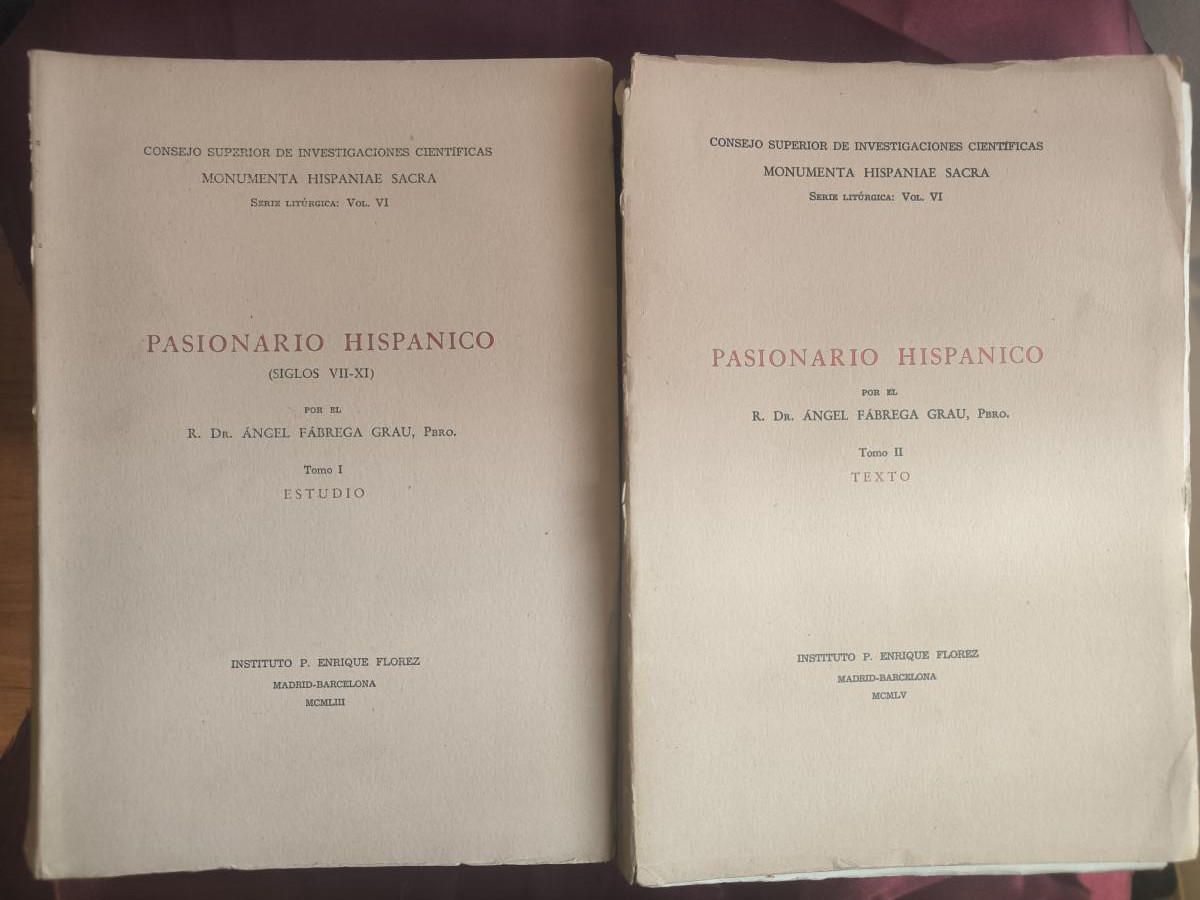 CONSEJO SUPERIOR DE INVESTIGACIONES CIENTÍFICAS
MONUMENTA HISPANIAE SACRA
SERIE LITÚRGICA: VOL. VI
PASIONARIO HISPANICO
(SIGLOS VII-XI)
POR EL
R. DR. ÁNGEL FÁBREGA GRAU, PBRO.
Tomo I
ESTUDIO
INSTITUTO P. ENRIQUE FLOREZ
MADRID-BARCELONA
MCMLIII
CONSEJO SUPERIOR DE INVESTIGACIONES CIENTÍFICAS
MONUMENTA HISPANIAE SACRA
SERIE LITÚRGICA: VOL. VI
PASIONARIO HISPANICO
POR EL
R. DR. ÁNGEL FÁBREGA GRAU, PBRO.
Tomo II
TEXTO
INSTITUTO P. ENRIQUE FLOREZ
MADRID-BARCELONA
MCMLV